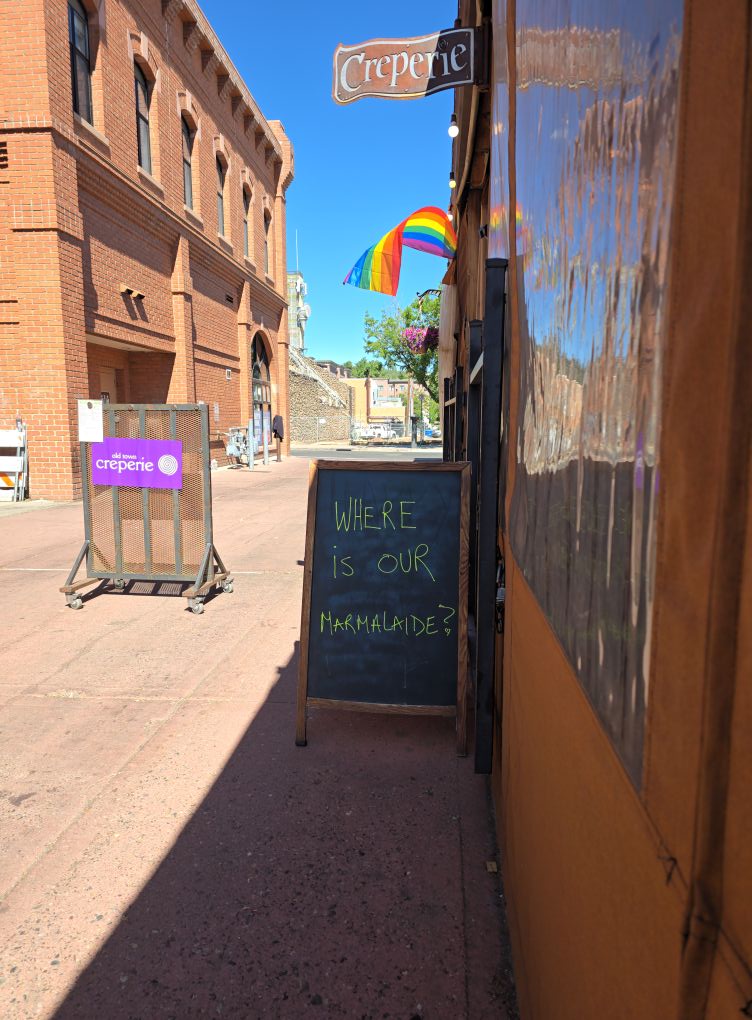 Creperie
old town
creperie
WHERE
is OUR
MARMALAIDE?